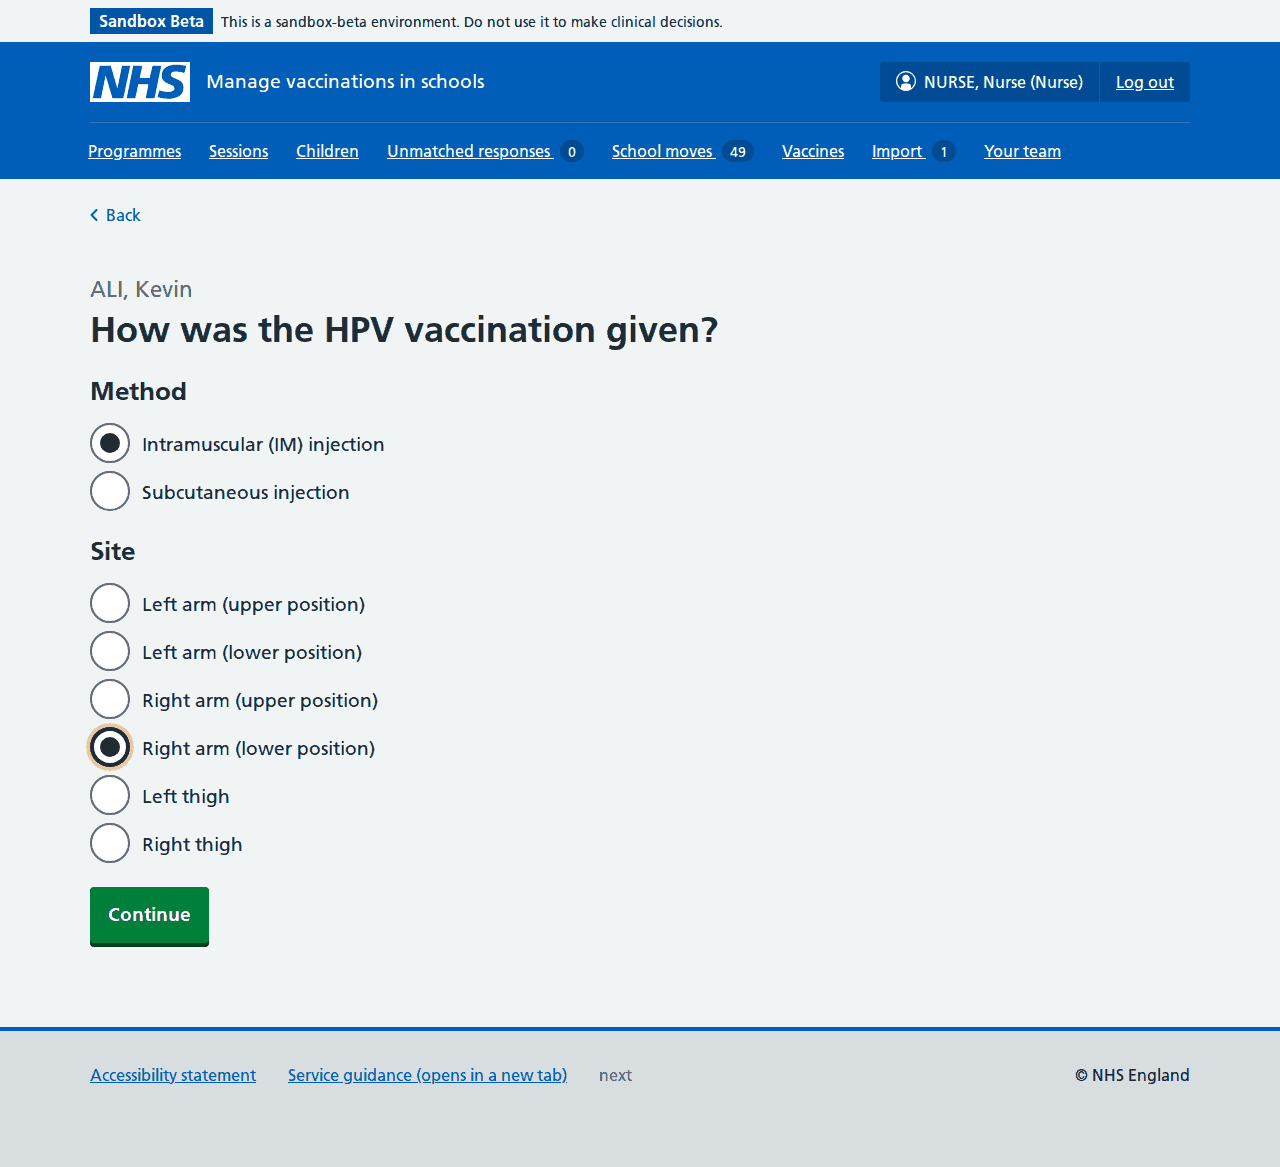 Sandbox Beta This is a sandbox-beta environment. Do not use it to make clinical decisions.
NHS Manage vaccinations in schools NURSE, Nurse (Nurse) Log out
Programmes Sessions Children Unmatched responses 0 School moves 49 Vaccines Import 1 Your team
Back
ALI, Kevin
How was the HPV vaccination given?
Method
Intramuscular (IM) injection
Subcutaneous injection
Site
Left arm (upper position)
Left arm (lower position)
Right arm (upper position)
Right arm (lower position)
Left thigh
Right thigh
Continue
Accessibility statement Service guidance (opens in a new tab) next © NHS England